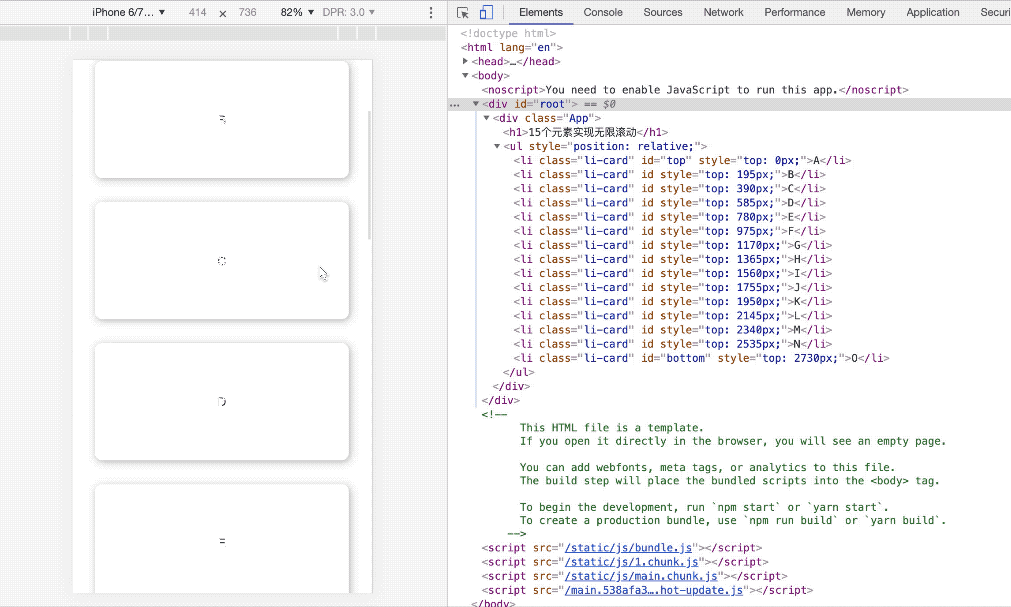 iPhone 6/7... ▼ 414 × 736 82% ▼ DPR: 3.0 ▼
Elements Console Sources Network Performance Memory Application Securi
<!doctype html>
<html lang="en">
▶<head>…</head>
▼<body>
<noscript>You need to enable JavaScript to run this app.</noscript>
… ▼<div id="root"> == $0
▼<div class="App">
<h1>15个元素实现无限滚动</h1>
▼<ul style="position: relative;">
<li class="li-card" id="top" style="top: 0px;">A</li>
<li class="li-card" id style="top: 195px;">B</li>
<li class="li-card" id style="top: 390px;">C</li>
<li class="li-card" id style="top: 585px;">D</li>
<li class="li-card" id style="top: 780px;">E</li>
<li class="li-card" id style="top: 975px;">F</li>
<li class="li-card" id style="top: 1170px;">G</li>
<li class="li-card" id style="top: 1365px;">H</li>
<li class="li-card" id style="top: 1560px;">I</li>
<li class="li-card" id style="top: 1755px;">J</li>
<li class="li-card" id style="top: 1950px;">K</li>
<li class="li-card" id style="top: 2145px;">L</li>
<li class="li-card" id style="top: 2340px;">M</li>
<li class="li-card" id style="top: 2535px;">N</li>
<li class="li-card" id="bottom" style="top: 2730px;">O</li>
</ul>
</div>
</div>
<!--
This HTML file is a template.
If you open it directly in the browser, you will see an empty page.
You can add webfonts, meta tags, or analytics to this file.
The build step will place the bundled scripts into the <body> tag.
To begin the development, run `npm start` or `yarn start`.
To create a production bundle, use `npm run build` or `yarn build`.
-->
<script src="/static/js/bundle.js"></script>
<script src="/static/js/1.chunk.js"></script>
<script src="/static/js/main.chunk.js"></script>
<script src="/main.538afa3….hot-update.js"></script>
</body>